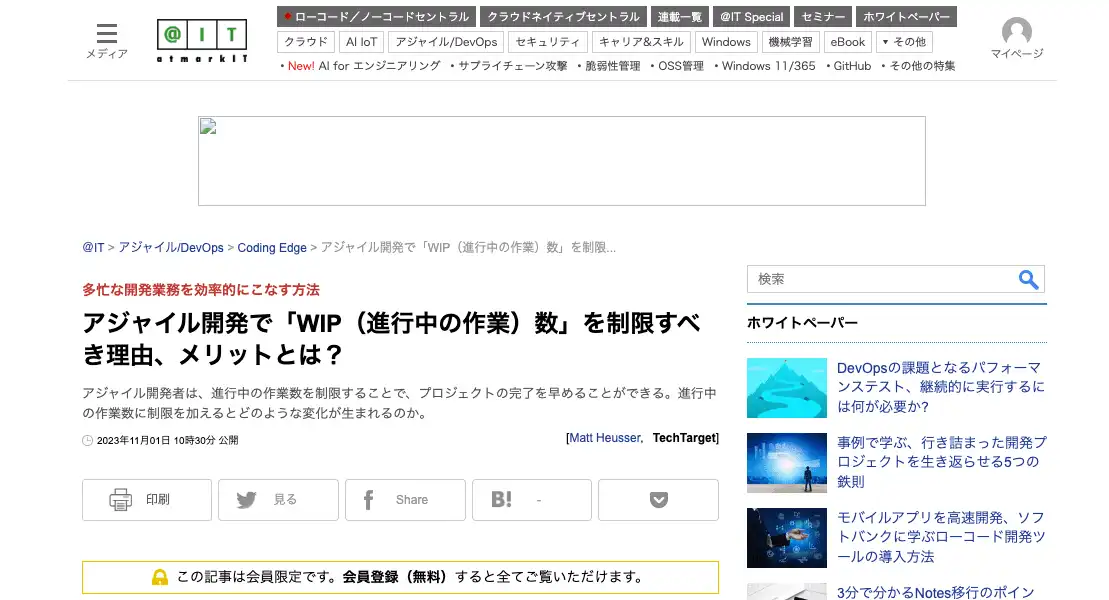 メディア
@IT
atmarkIT
ローコード／ノーコードセントラル
クラウドネイティブセントラル
連載一覧
@IT Special
セミナー
ホワイトペーパー
クラウド
AI IoT
アジャイル/DevOps
セキュリティ
キャリア&スキル
Windows
機械学習
eBook
▼ その他
・New! AI for エンジニアリング ・サプライチェーン攻撃 ・脆弱性管理 ・OSS管理 ・Windows 11/365 ・GitHub ・その他の特集
マイページ
@IT > アジャイル/DevOps > Coding Edge > アジャイル開発で「WIP（進行中の作業）数」を制限...
多忙な開発業務を効率的にこなす方法
アジャイル開発で「WIP（進行中の作業）数」を制限すべ
き理由、メリットとは？
アジャイル開発者は、進行中の作業数を制限することで、プロジェクトの完了を早めることができる。進行中
の作業数に制限を加えるとどのような変化が生まれるのか。
2023年11月01日 10時30分 公開
[Matt Heusser, TechTarget]
印刷
見る
Share
B! -
この記事は会員限定です。会員登録（無料）すると全てご覧いただけます。
検索
ホワイトペーパー
DevOpsの課題となるパフォーマ
ンステスト、継続的に実行するに
は何が必要か?
事例で学ぶ、行き詰まった開発プ
ロジェクトを生き返らせる5つの
鉄則
モバイルアプリを高速開発、ソフ
トバンクに学ぶローコード開発ツ
ールの導入方法
3分で分かるNotes移行のポイン